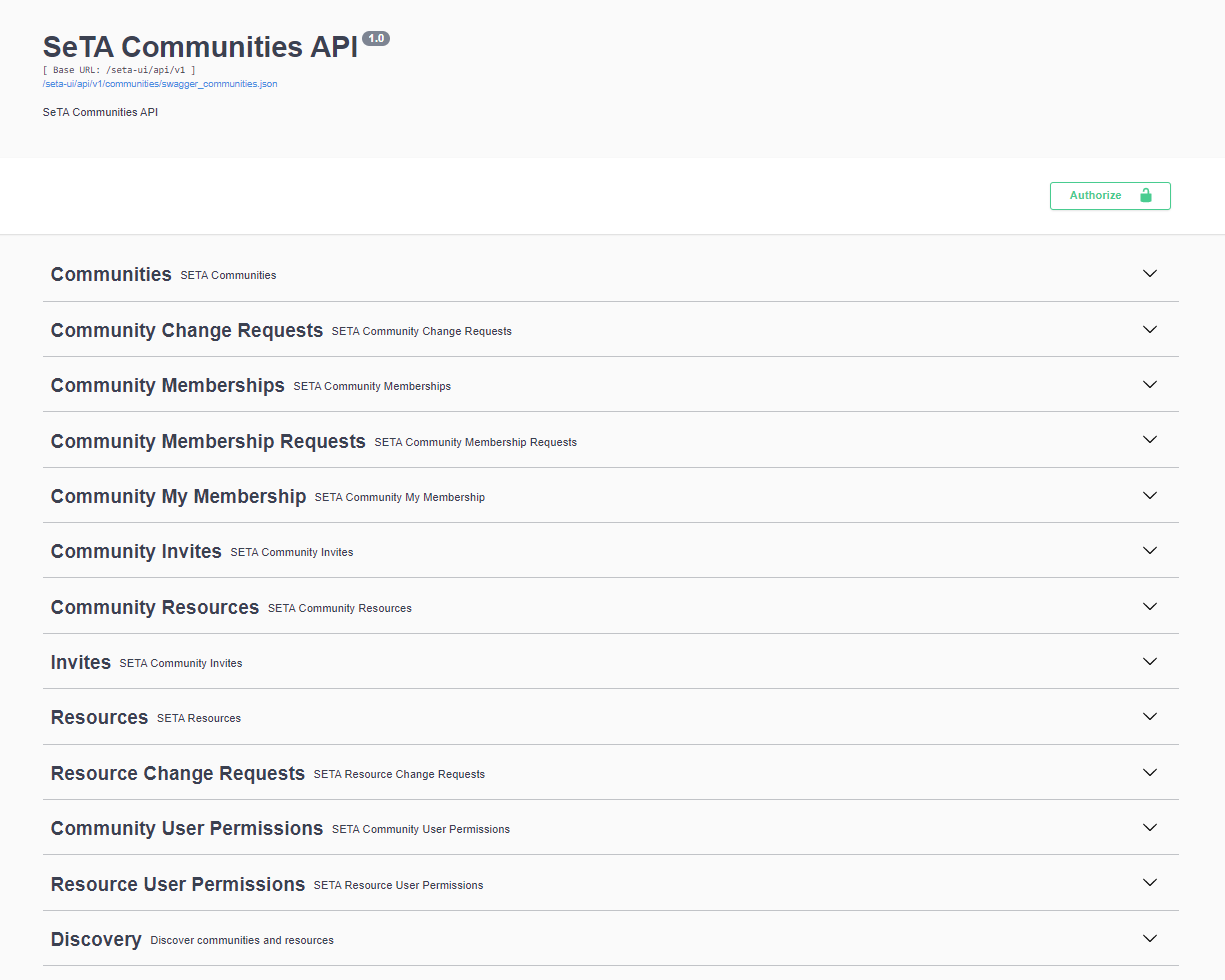 SeTA Communities API 1.0
[ Base URL: /seta-ui/api/v1 ]
/seta-ui/api/v1/communities/swagger_communities.json
SeTA Communities API
Authorize
Communities SETA Communities
Community Change Requests SETA Community Change Requests
Community Memberships SETA Community Memberships
Community Membership Requests SETA Community Membership Requests
Community My Membership SETA Community My Membership
Community Invites SETA Community Invites
Community Resources SETA Community Resources
Invites SETA Community Invites
Resources SETA Resources
Resource Change Requests SETA Resource Change Requests
Community User Permissions SETA Community User Permissions
Resource User Permissions SETA Resource User Permissions
Discovery Discover communities and resources